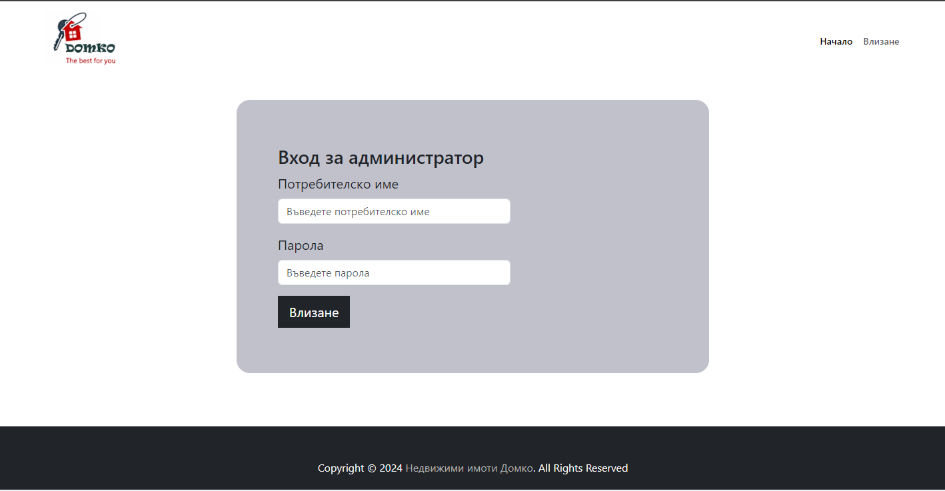 Домко
The best for you
Начало Влизане
Вход за администратор
Потребителско име
Въведете потребителско име
Парола
Въведете парола
Влизане
Copyright © 2024 Недвижими имоти Домко. All Rights Reserved